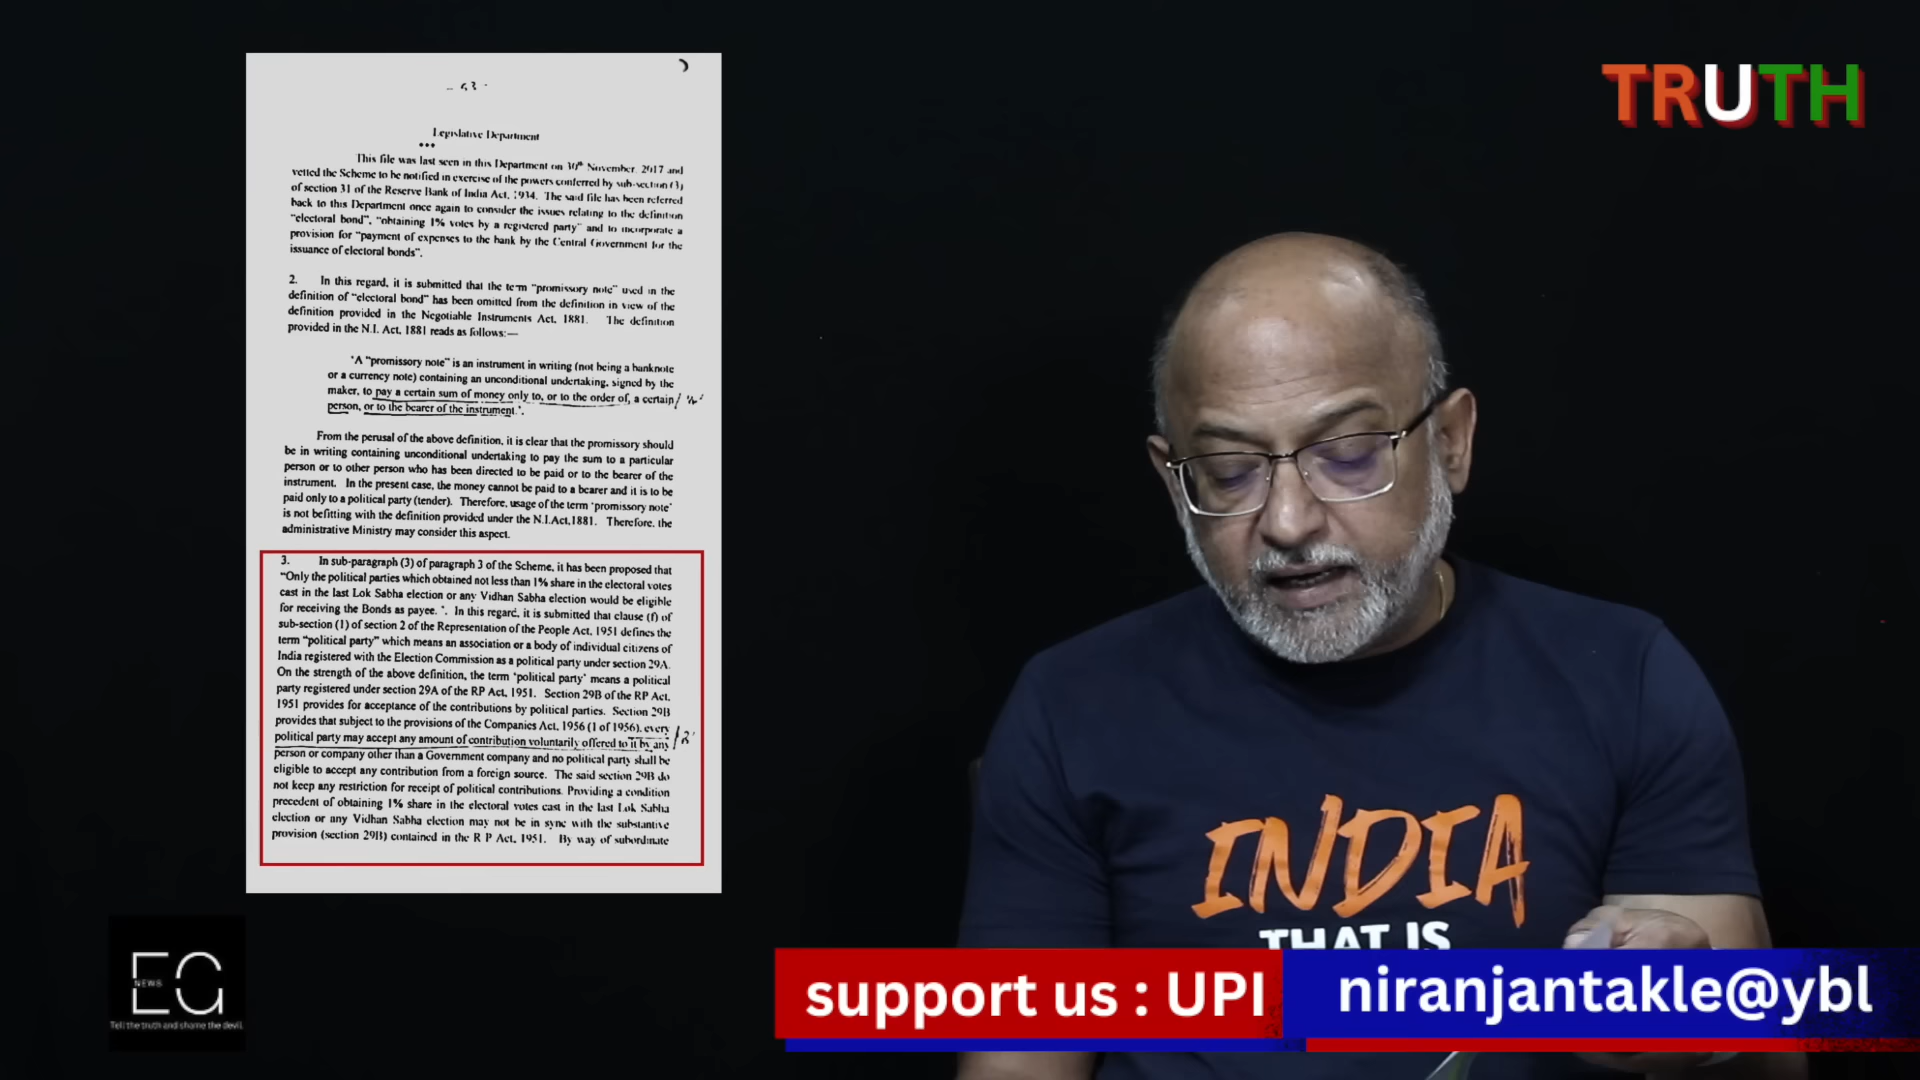 - 63 -
Legislative Department
This file was last seen in this Department on 30th November, 2017 and
vetted the Scheme to be notified in exercise of the powers conferred by sub-section (3)
of section 31 of the Reserve Bank of India Act, 1934. The said file has been referred
back to this Department once again to consider the issues relating to the definition
"electoral bond", "obtaining 1% votes by a registered party" and to incorporate a
provision for "payment of expenses to the bank by the Central Government for the
issuance of electoral bonds".
2. In this regard, it is submitted that the term "promissory note" used in the
definition of "electoral bond" has been omitted from the definition in view of the
definition provided in the Negotiable Instruments Act, 1881. The definition
provided in the N.I. Act, 1881 reads as follows:—
'A "promissory note" is an instrument in writing (not being a banknote
or a currency note) containing an unconditional undertaking, signed by the
maker, to pay a certain sum of money only to, or to the order of, a certain
person, or to the bearer of the instrument.'.
From the perusal of the above definition, it is clear that the promissory should
be in writing containing unconditional undertaking to pay the sum to a particular
person or to other person who has been directed to be paid or to the bearer of the
instrument. In the present case, the money cannot be paid to a bearer and it is to be
paid only to a political party (tender). Therefore, usage of the term 'promissory note'
is not befitting with the definition provided under the N.I.Act,1881. Therefore, the
administrative Ministry may consider this aspect.
3. In sub-paragraph (3) of paragraph 3 of the Scheme, it has been proposed that
"Only the political parties which obtained not less than 1% share in the electoral votes
cast in the last Lok Sabha election or any Vidhan Sabha election would be eligible
for receiving the Bonds as payee. ". In this regard, it is submitted that clause (f) of
sub-section (1) of section 2 of the Representation of the People Act, 1951 defines the
term "political party" which means an association or a body of individual citizens of
India registered with the Election Commission as a political party under section 29A.
On the strength of the above definition, the term 'political party' means a political
party registered under section 29A of the RP Act, 1951. Section 29B of the RP Act,
1951 provides for acceptance of the contributions by political parties. Section 29B
provides that subject to the provisions of the Companies Act, 1956 (1 of 1956), every
political party may accept any amount of contribution voluntarily offered to it by any
person or company other than a Government company and no political party shall be
eligible to accept any contribution from a foreign source. The said section 29B do
not keep any restriction for receipt of political contributions. Providing a condition
precedent of obtaining 1% share in the electoral votes cast in the last Lok Sabha
election or any Vidhan Sabha election may not be in sync with the substantive
provision (section 29B) contained in the R P Act, 1951. By way of subordinate
TRUTH
INDIA
THAT IS
EG
NEWS
Tell the truth and shame the devil.
support us : UPI
niranjantakle@ybl